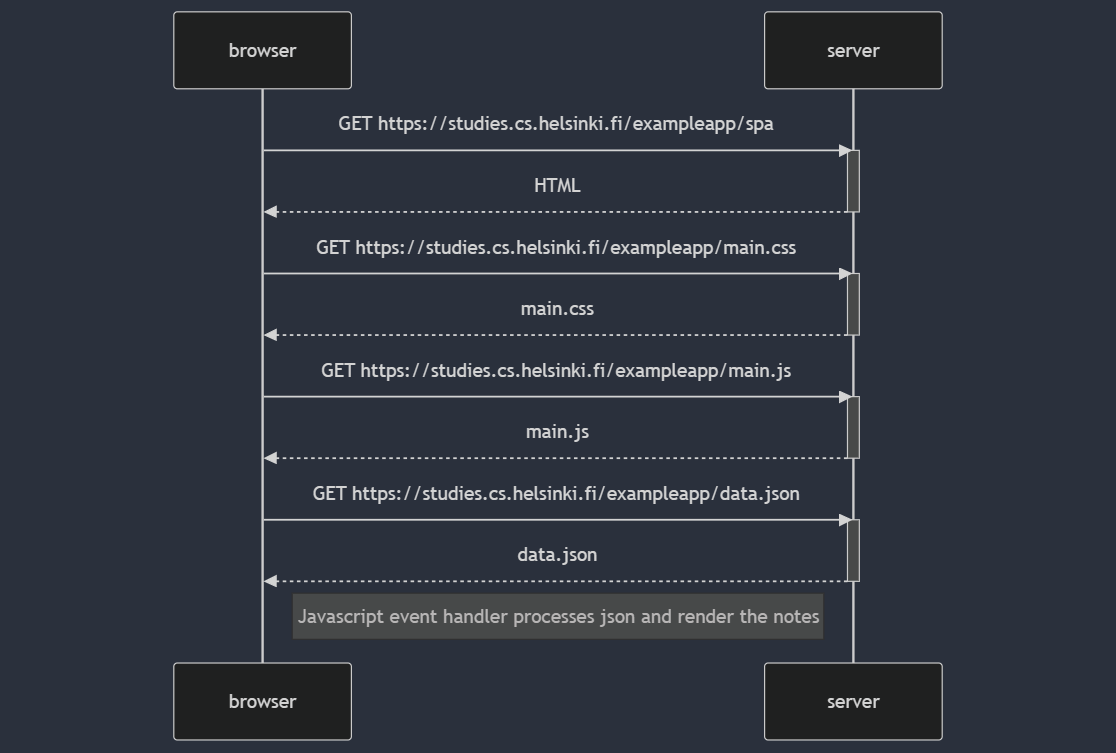 browser
server
GET https://studies.cs.helsinki.fi/exampleapp/spa
HTML
GET https://studies.cs.helsinki.fi/exampleapp/main.css
main.css
GET https://studies.cs.helsinki.fi/exampleapp/main.js
main.js
GET https://studies.cs.helsinki.fi/exampleapp/data.json
data.json
Javascript event handler processes json and render the notes
browser
server